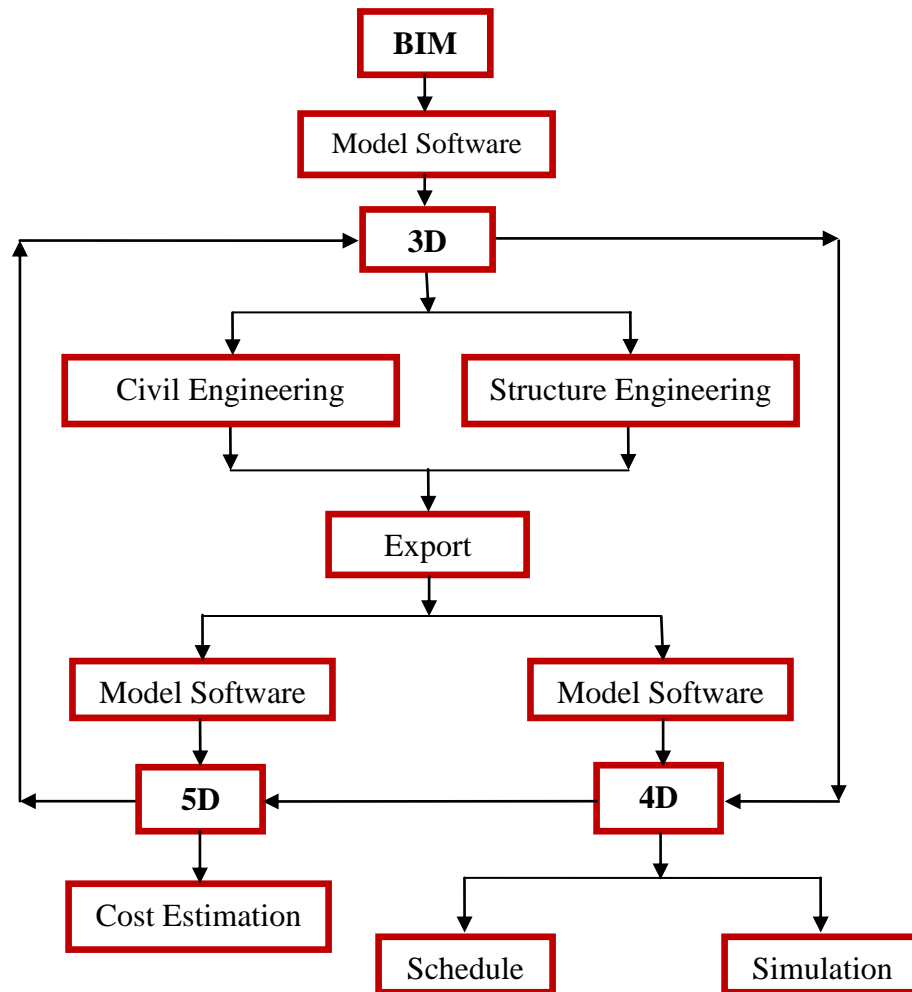 BIM
Model Software
3D
Civil Engineering
Structure Engineering
Export
Model Software
Model Software
5D
4D
Cost Estimation
Schedule
Simulation